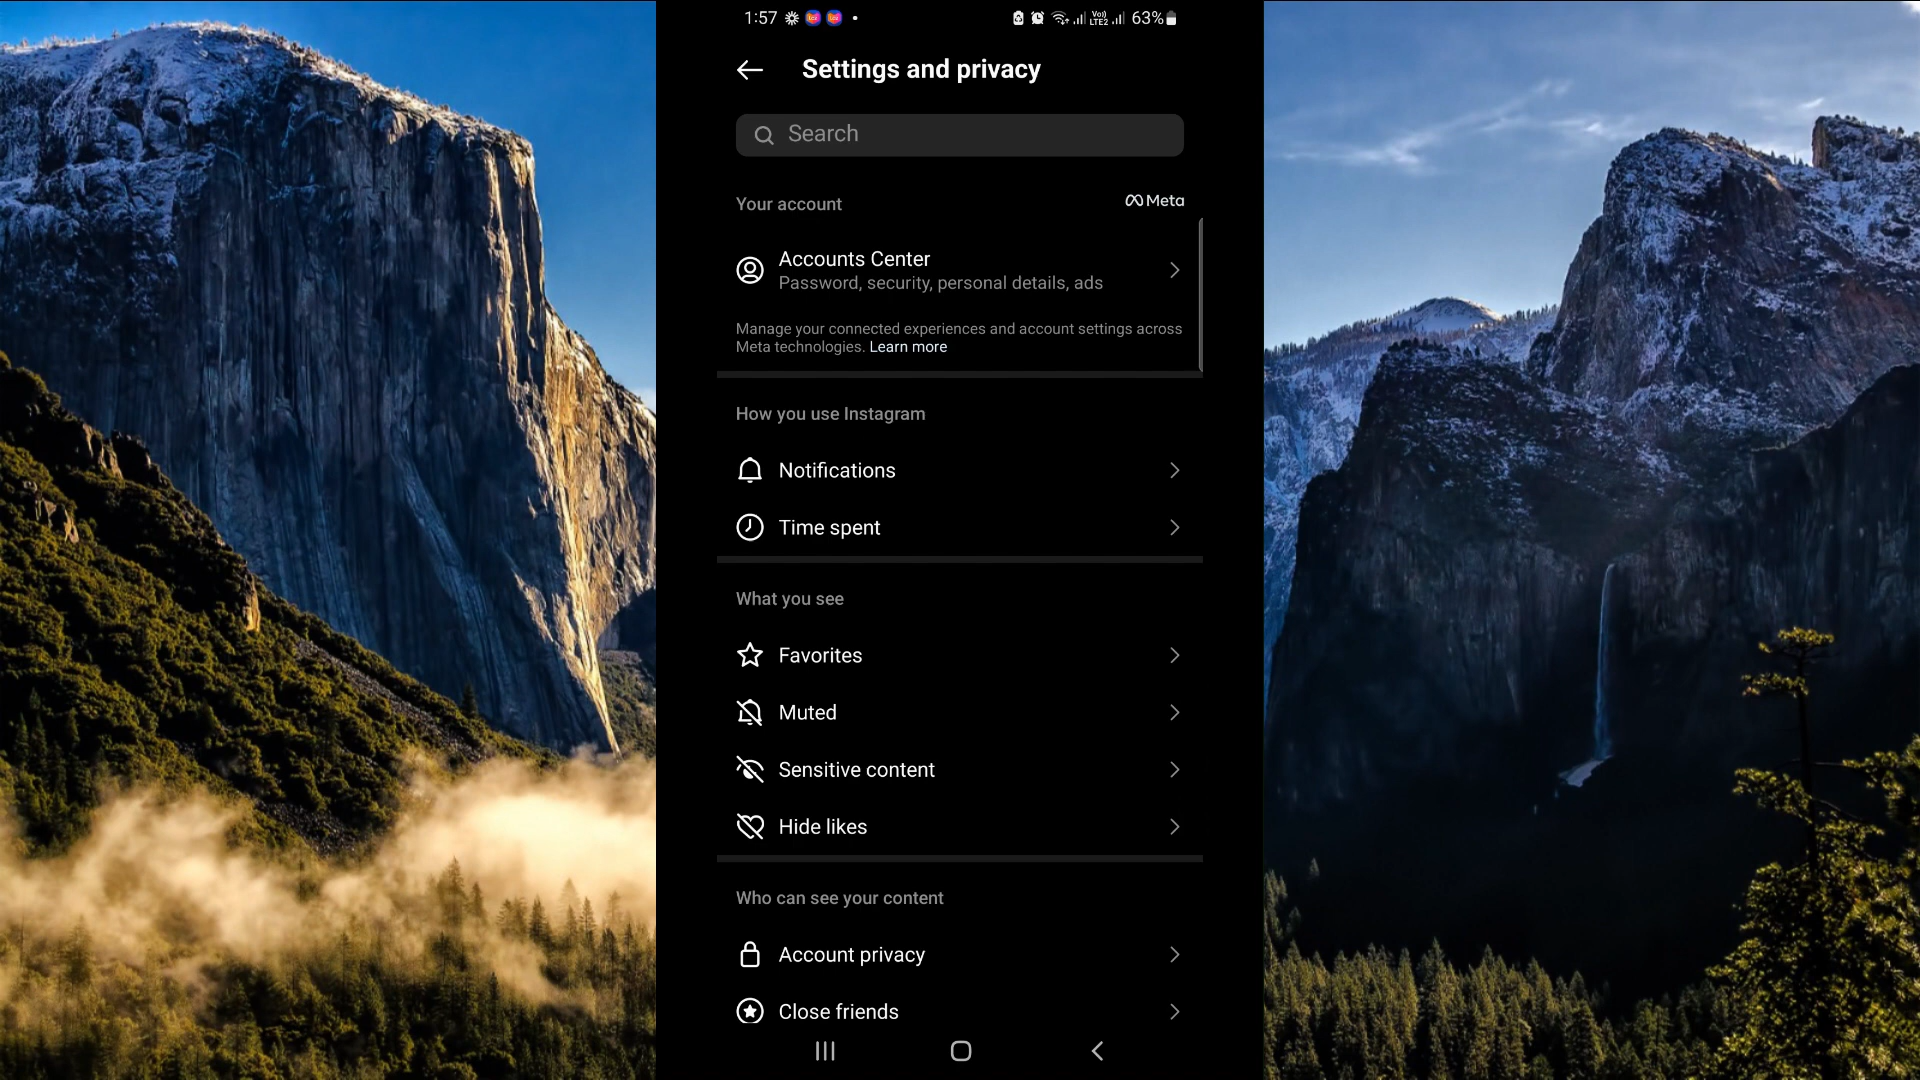 1:57
Vo)) LTE2
63%
Settings and privacy
Search
Your account
Meta
Accounts Center
Password, security, personal details, ads
Manage your connected experiences and account settings across
Meta technologies. Learn more
How you use Instagram
Notifications
Time spent
What you see
Favorites
Muted
Sensitive content
Hide likes
Who can see your content
Account privacy
Close friends